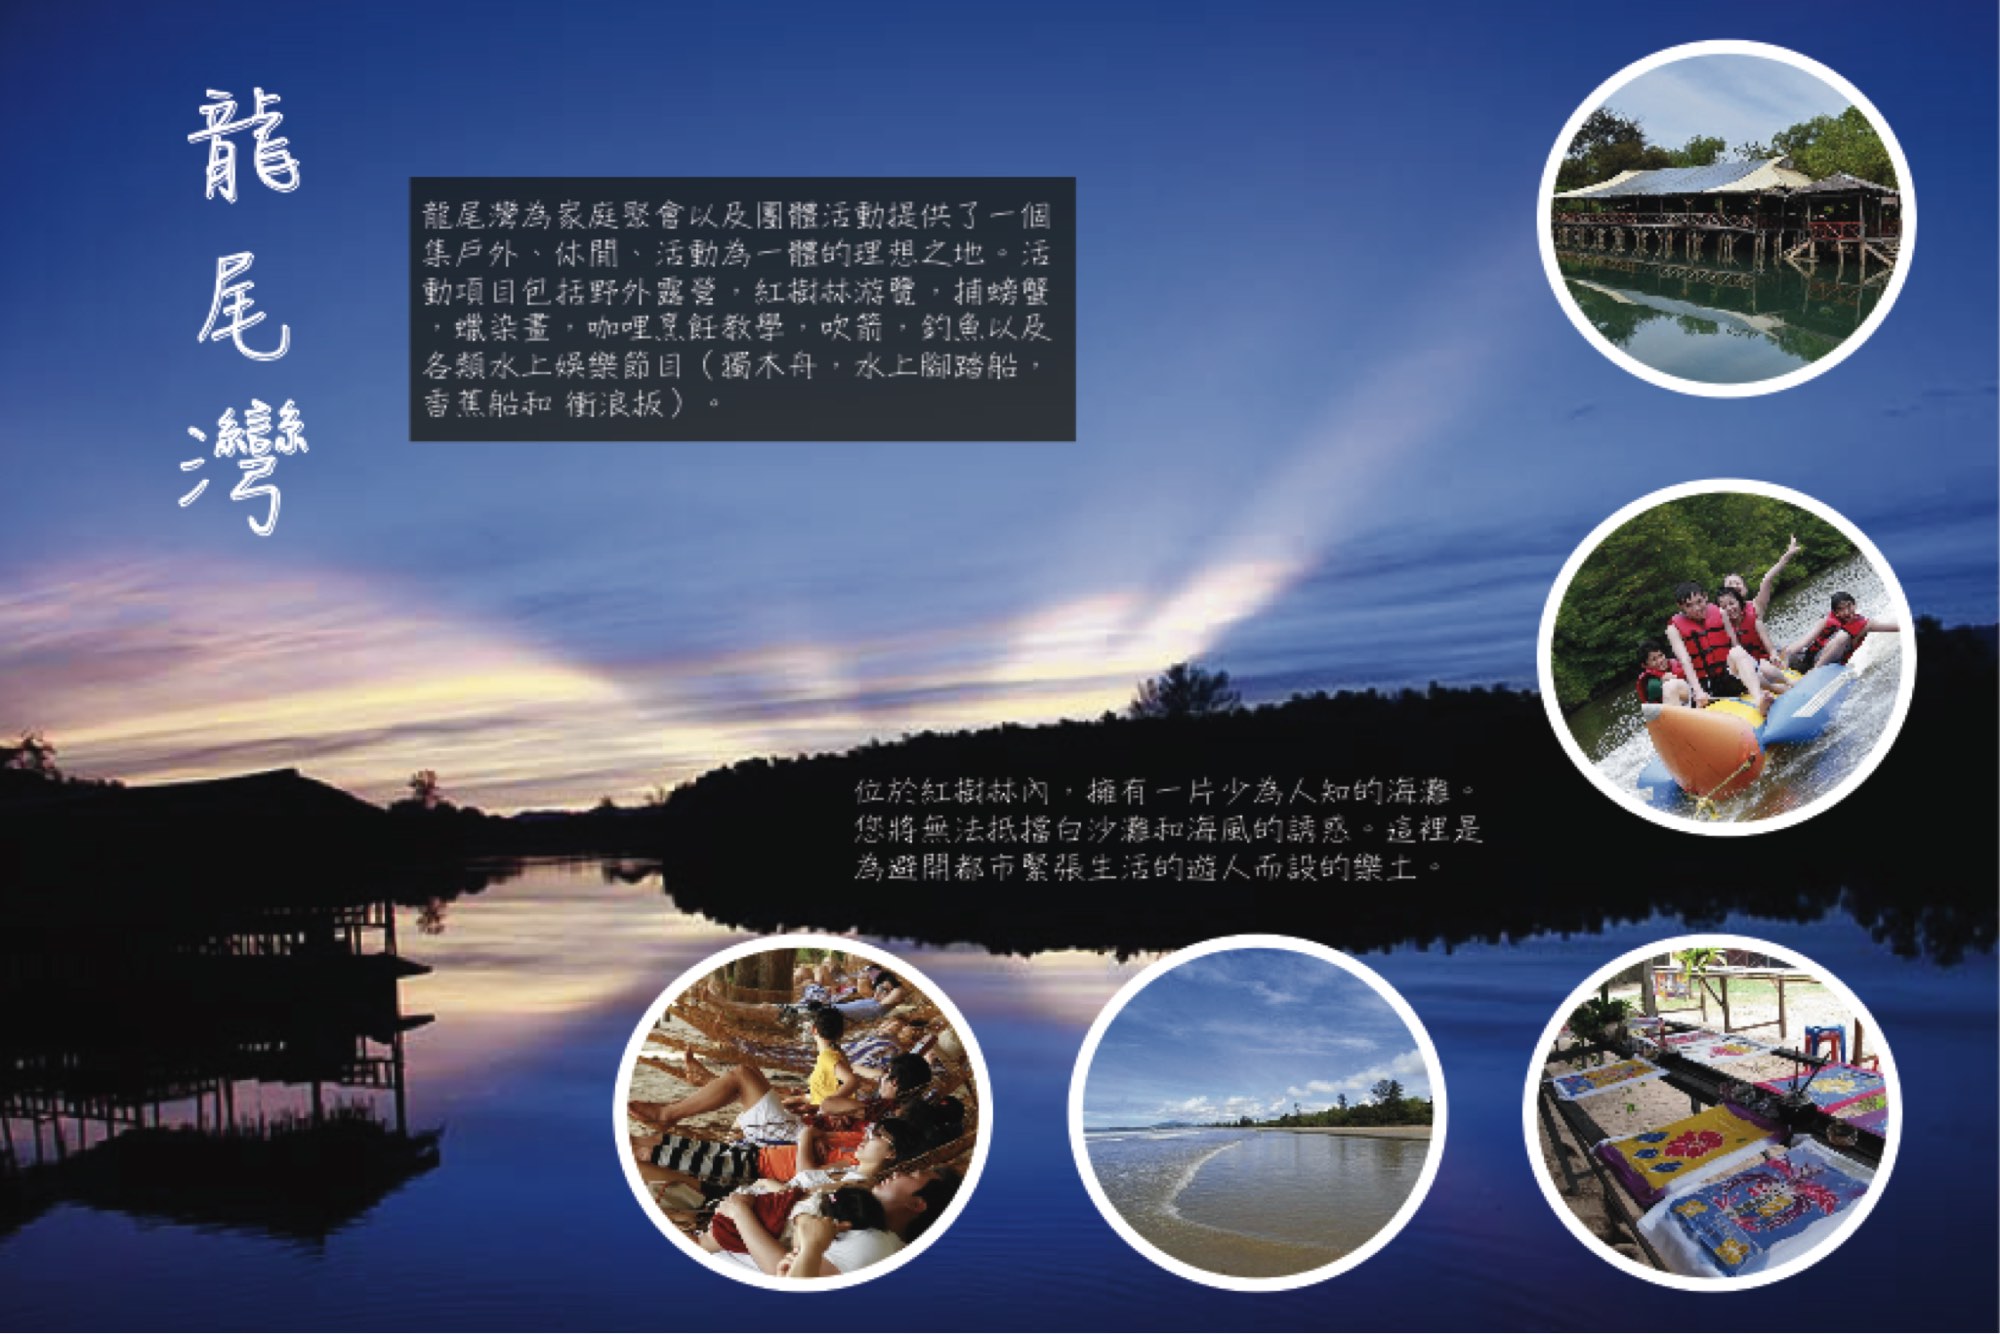 龍尾灣
龍尾灣為家庭聚會以及團體活動提供了一個
集戶外、休閒、活動為一體的理想之地。活
動項目包括野外露營，紅樹林游覽，捕螃蟹
，蠟染畫，咖哩烹飪教學，吹箭，釣魚以及
各類水上娛樂節目（獨木舟，水上腳踏船，
香蕉船和 衝浪扳）。
位於紅樹林內，擁有一片少為人知的海灘。
您將無法抵擋白沙灘和海風的誘惑。這裡是
為避開都市緊張生活的遊人而設的樂土。